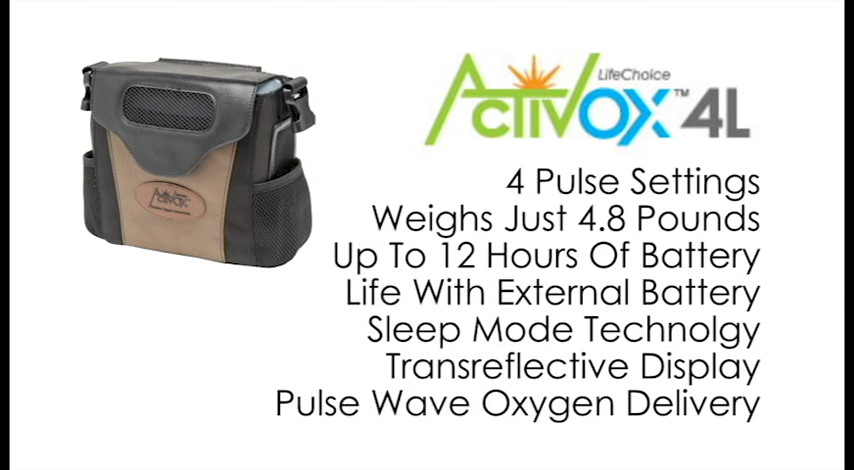 ActivOX
LifeChoice
ActivOX™ 4L
4 Pulse Settings
Weighs Just 4.8 Pounds
Up To 12 Hours Of Battery
Life With External Battery
Sleep Mode Technolgy
Transreflective Display
Pulse Wave Oxygen Delivery